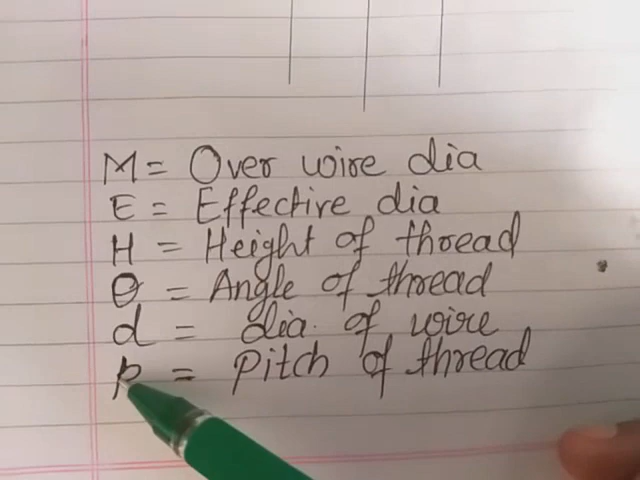 M = Over wire dia
E = Effective dia
H = Height of thread
θ = Angle of thread
d = dia. of wire
p = Pitch of thread